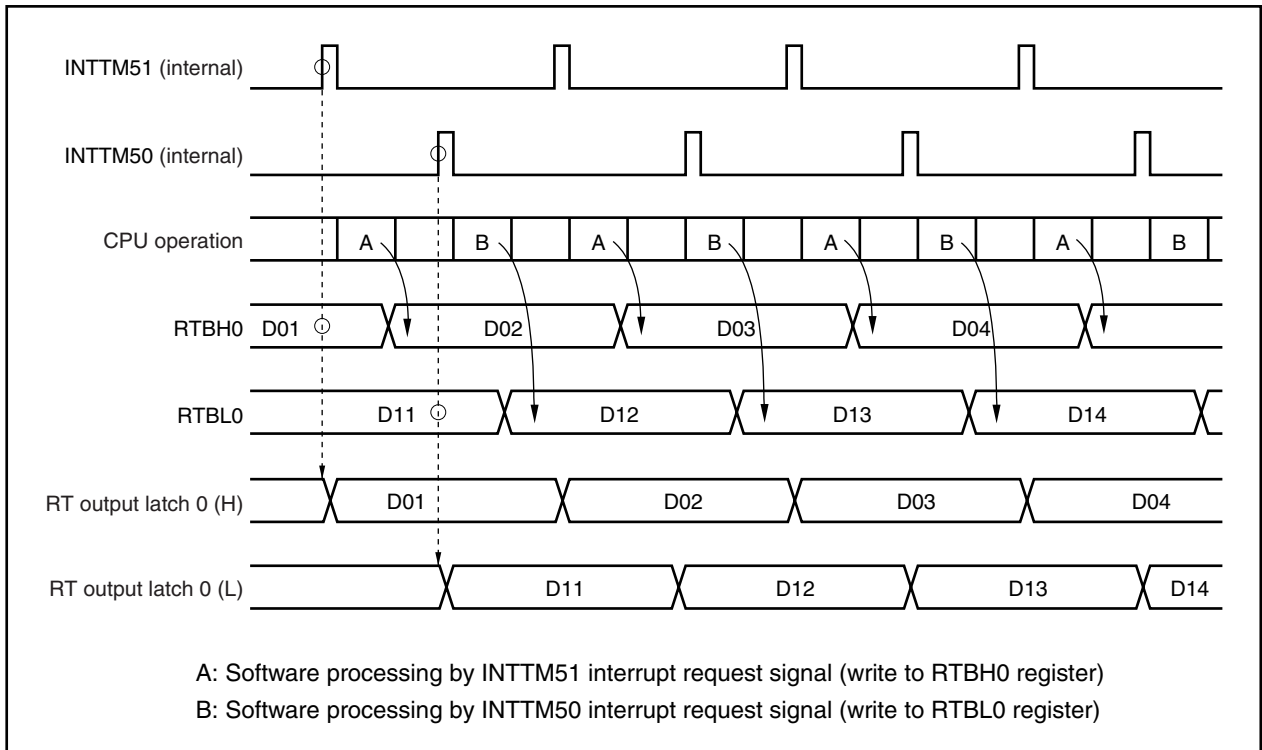 INTTM51 (internal)
INTTM50 (internal)
CPU operation A B A B A B A B
RTBH0 D01 D02 D03 D04
RTBL0 D11 D12 D13 D14
RT output latch 0 (H) D01 D02 D03 D04
RT output latch 0 (L) D11 D12 D13 D14
A: Software processing by INTTM51 interrupt request signal (write to RTBH0 register)
B: Software processing by INTTM50 interrupt request signal (write to RTBL0 register)